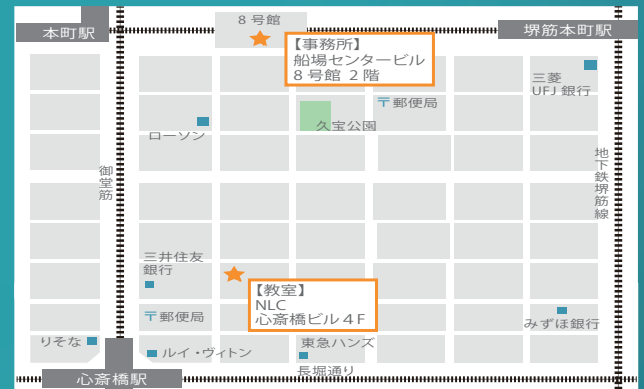 8号館
本町駅
堺筋本町駅
【事務所】
船場センタービル
8号館 2階
三菱
UFJ 銀行
〒郵便局
久宝公園
ローソン
御堂筋
地下鉄堺筋線
三井住友
銀行
【教室】
NLC
心斎橋ビル4F
〒郵便局
みずほ銀行
りそな
ルイ・ヴィトン
東急ハンズ
長堀通り
心斎橋駅